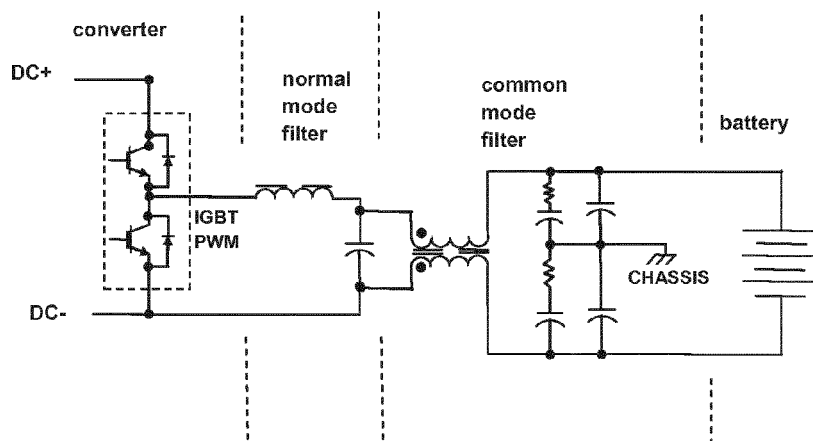 converter
DC+
normal
mode
filter
common
mode
filter
battery
IGBT
PWM
CHASSIS
DC-